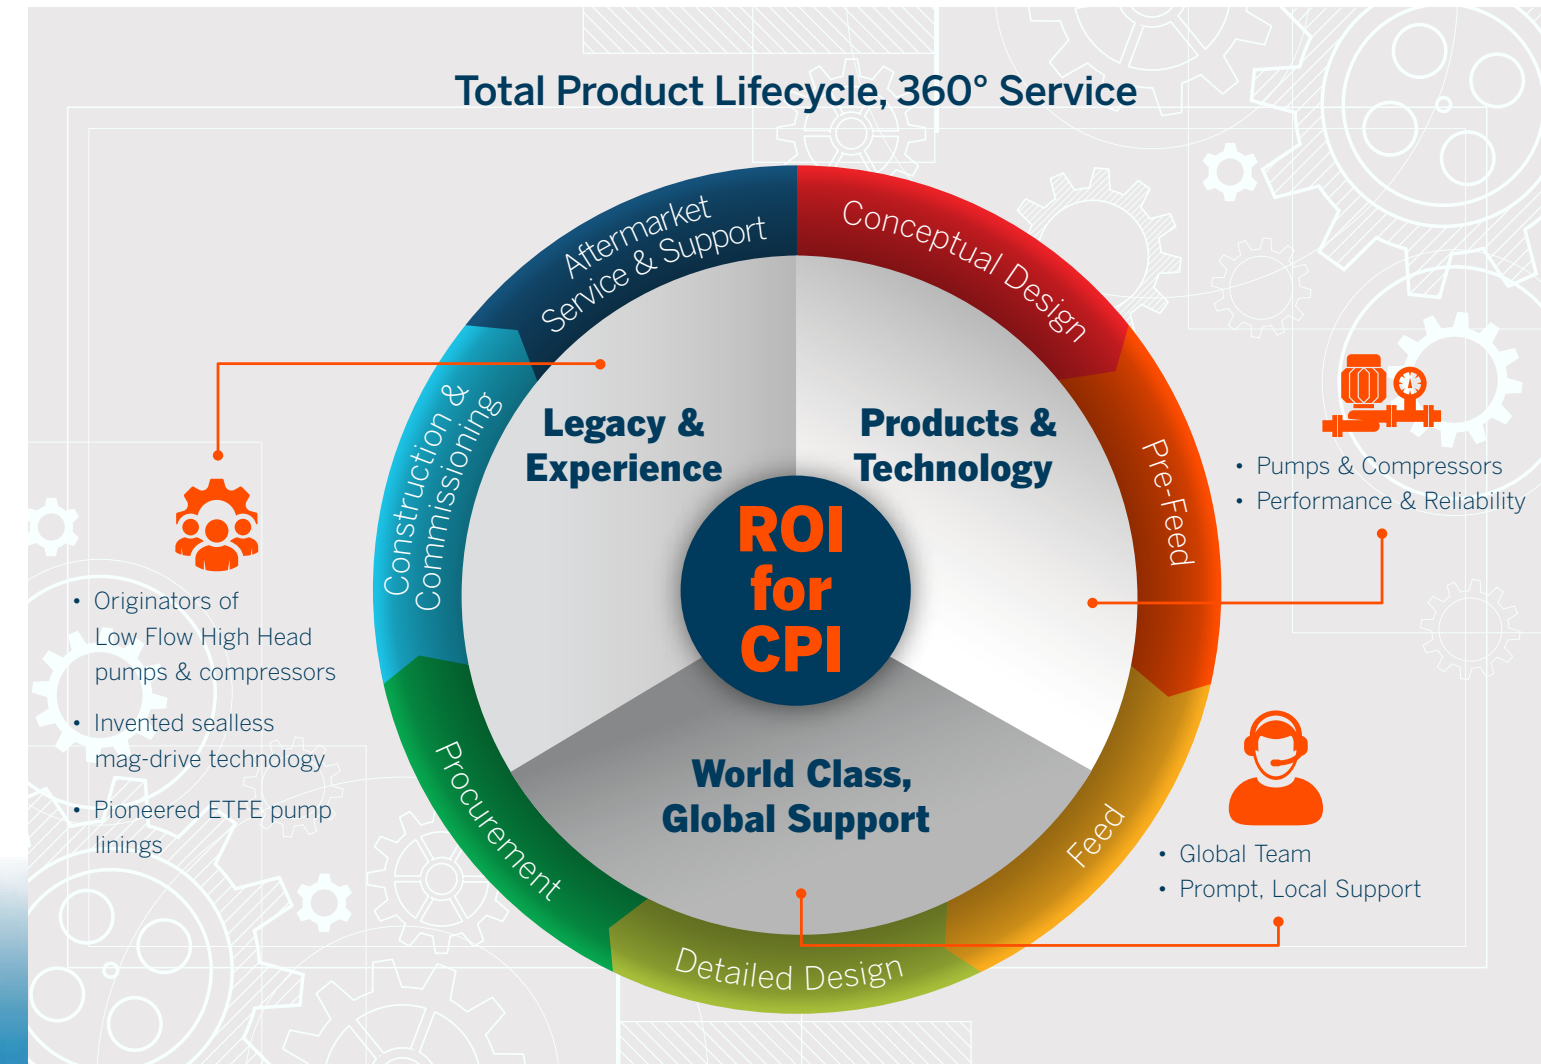 Total Product Lifecycle, 360° Service
Aftermarket
Service & Support
Conceptual Design
Pre-Feed
Feed
Detailed Design
Procurement
Construction &
Commissioning
Legacy &
Experience
Products &
Technology
World Class,
Global Support
ROI
for
CPI
• Originators of
Low Flow High Head
pumps & compressors
• Invented sealless
mag-drive technology
• Pioneered ETFE pump
linings
• Pumps & Compressors
• Performance & Reliability
• Global Team
• Prompt, Local Support